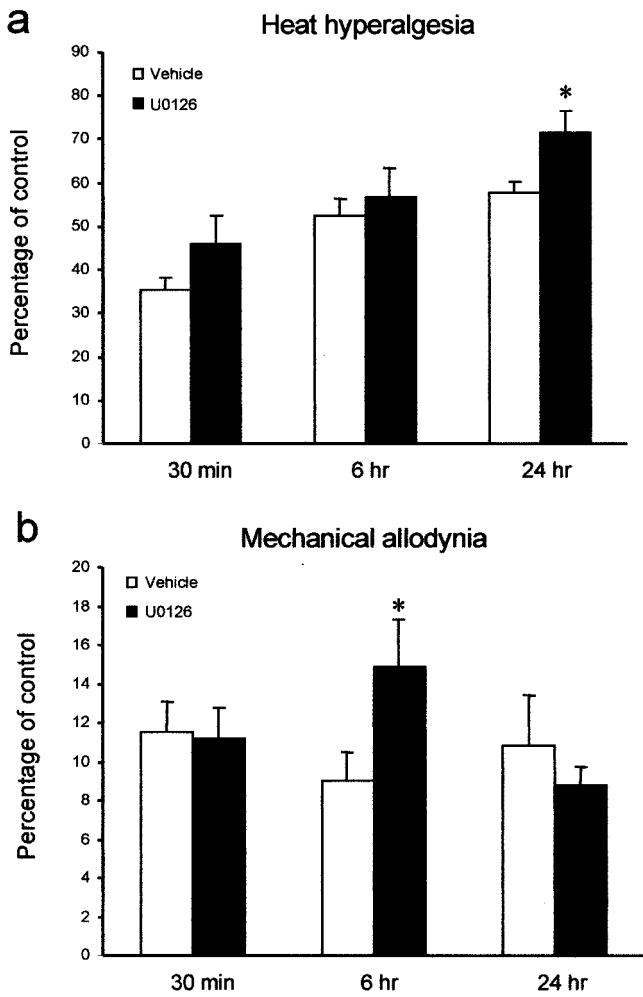 a
Heat hyperalgesia
Percentage of control
90
80
70
60
50
40
30
20
10
0
Vehicle
U0126
*
30 min 6 hr 24 hr
b
Mechanical allodynia
Percentage of control
20
18
16
14
12
10
8
6
4
2
0
Vehicle
U0126
*
30 min 6 hr 24 hr